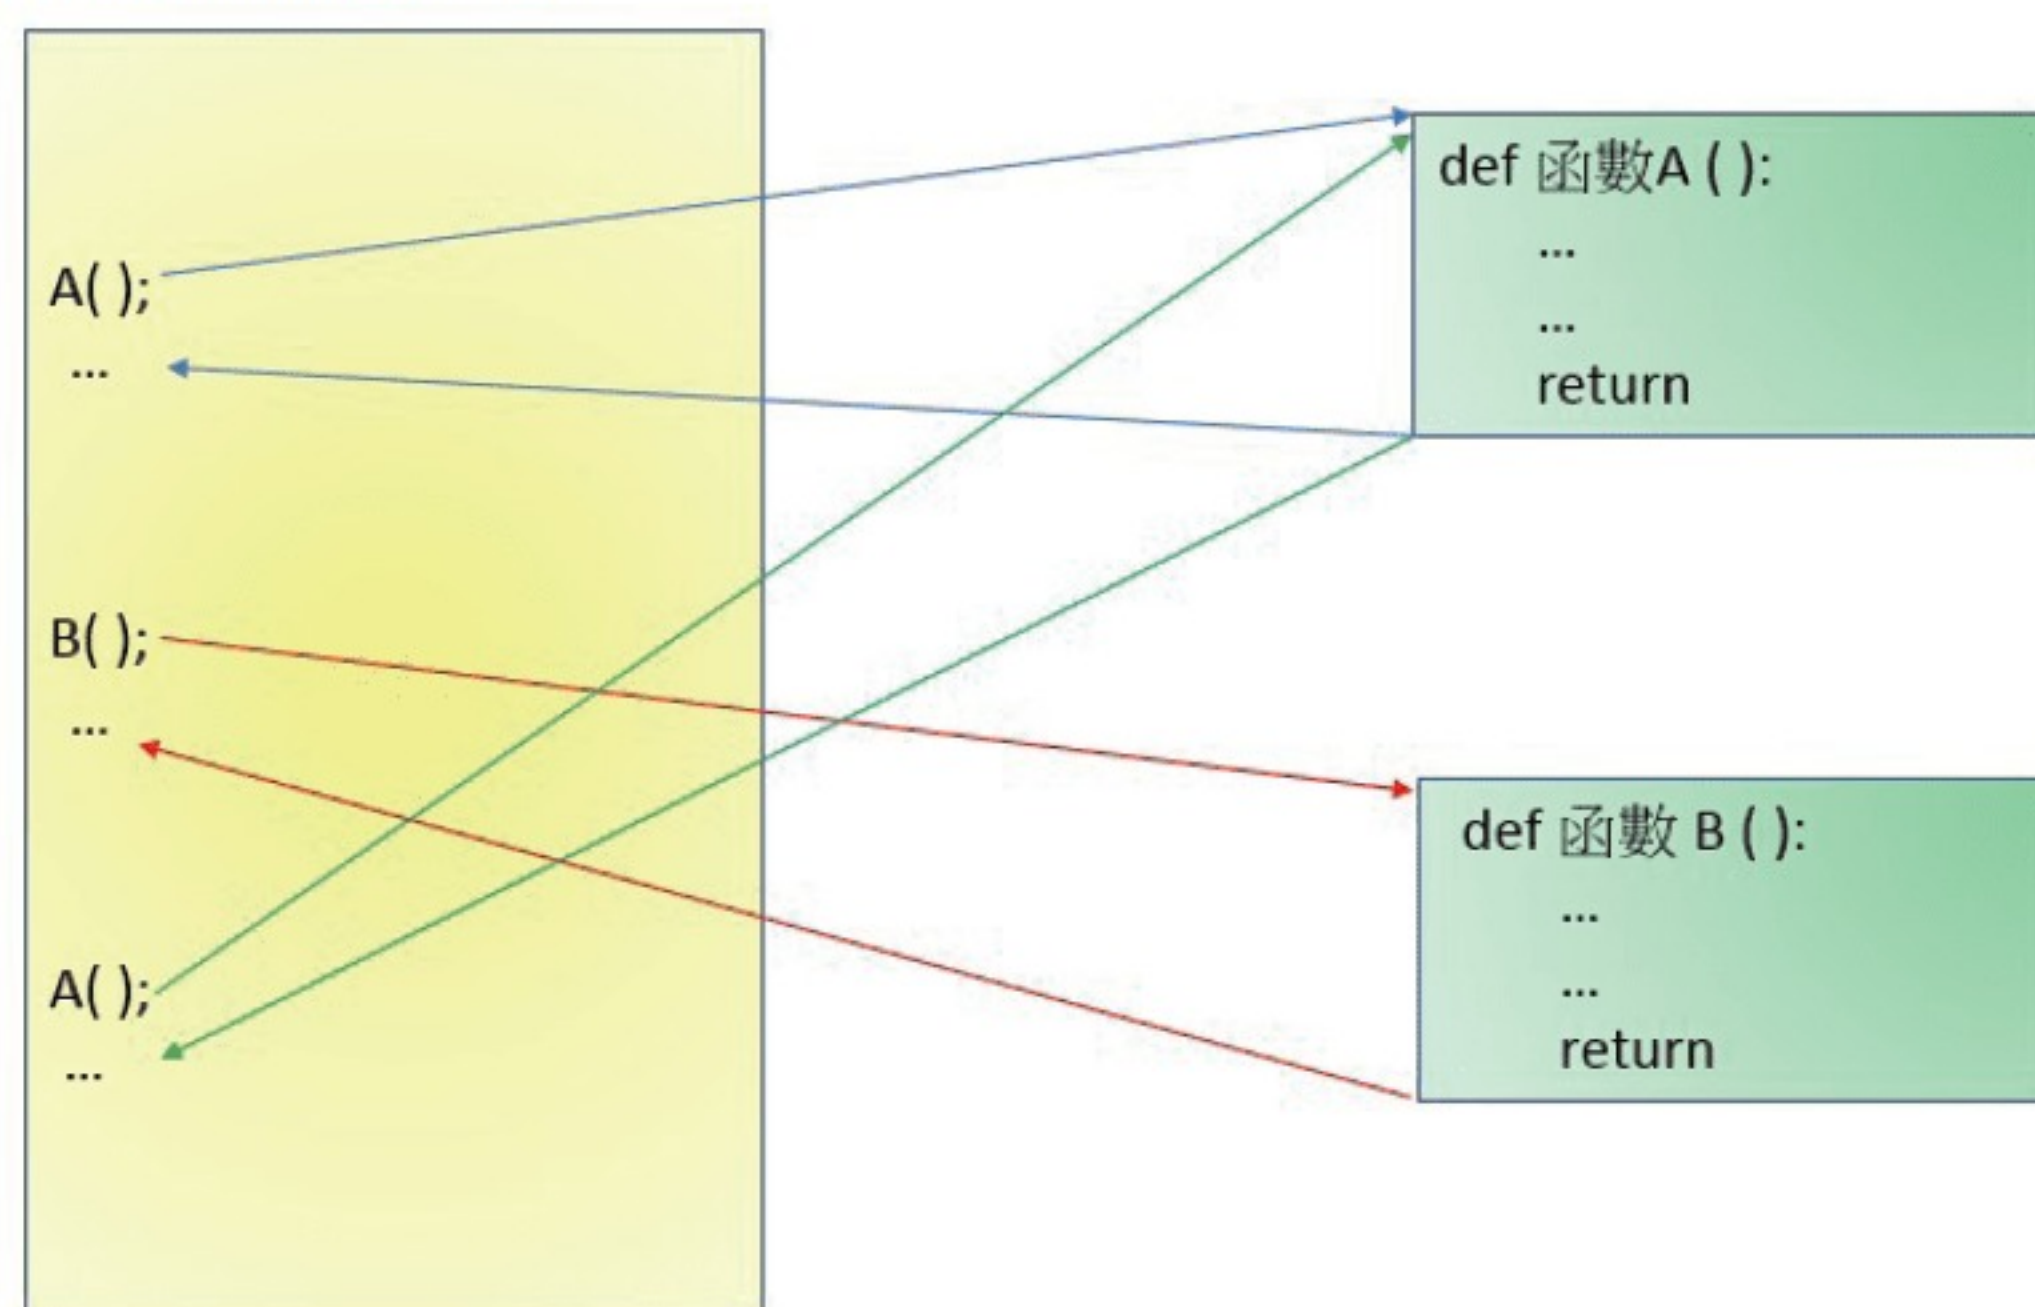 A( );
...
B( );
...
A( );
...
def 函數A ( ):
...
...
return
def 函數 B ( ):
...
...
return